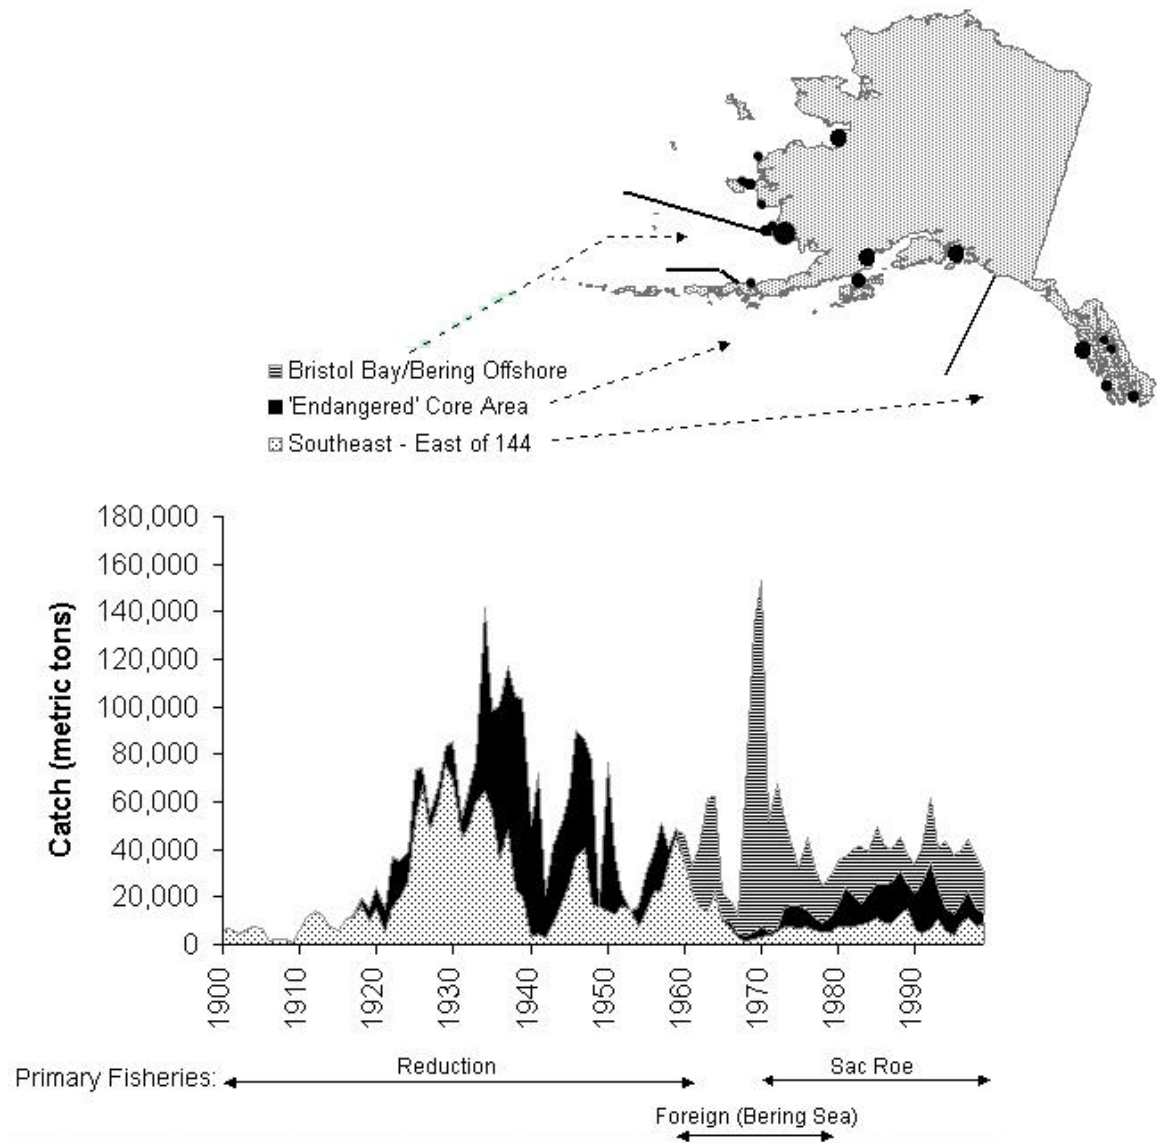 Bristol Bay/Bering Offshore
'Endangered' Core Area
Southeast - East of 144
180,000
160,000
140,000
120,000
100,000
80,000
60,000
40,000
20,000
0
Catch (metric tons)
1900
1910
1920
1930
1940
1950
1960
1970
1980
1990
Primary Fisheries:
Reduction
Sac Roe
Foreign (Bering Sea)